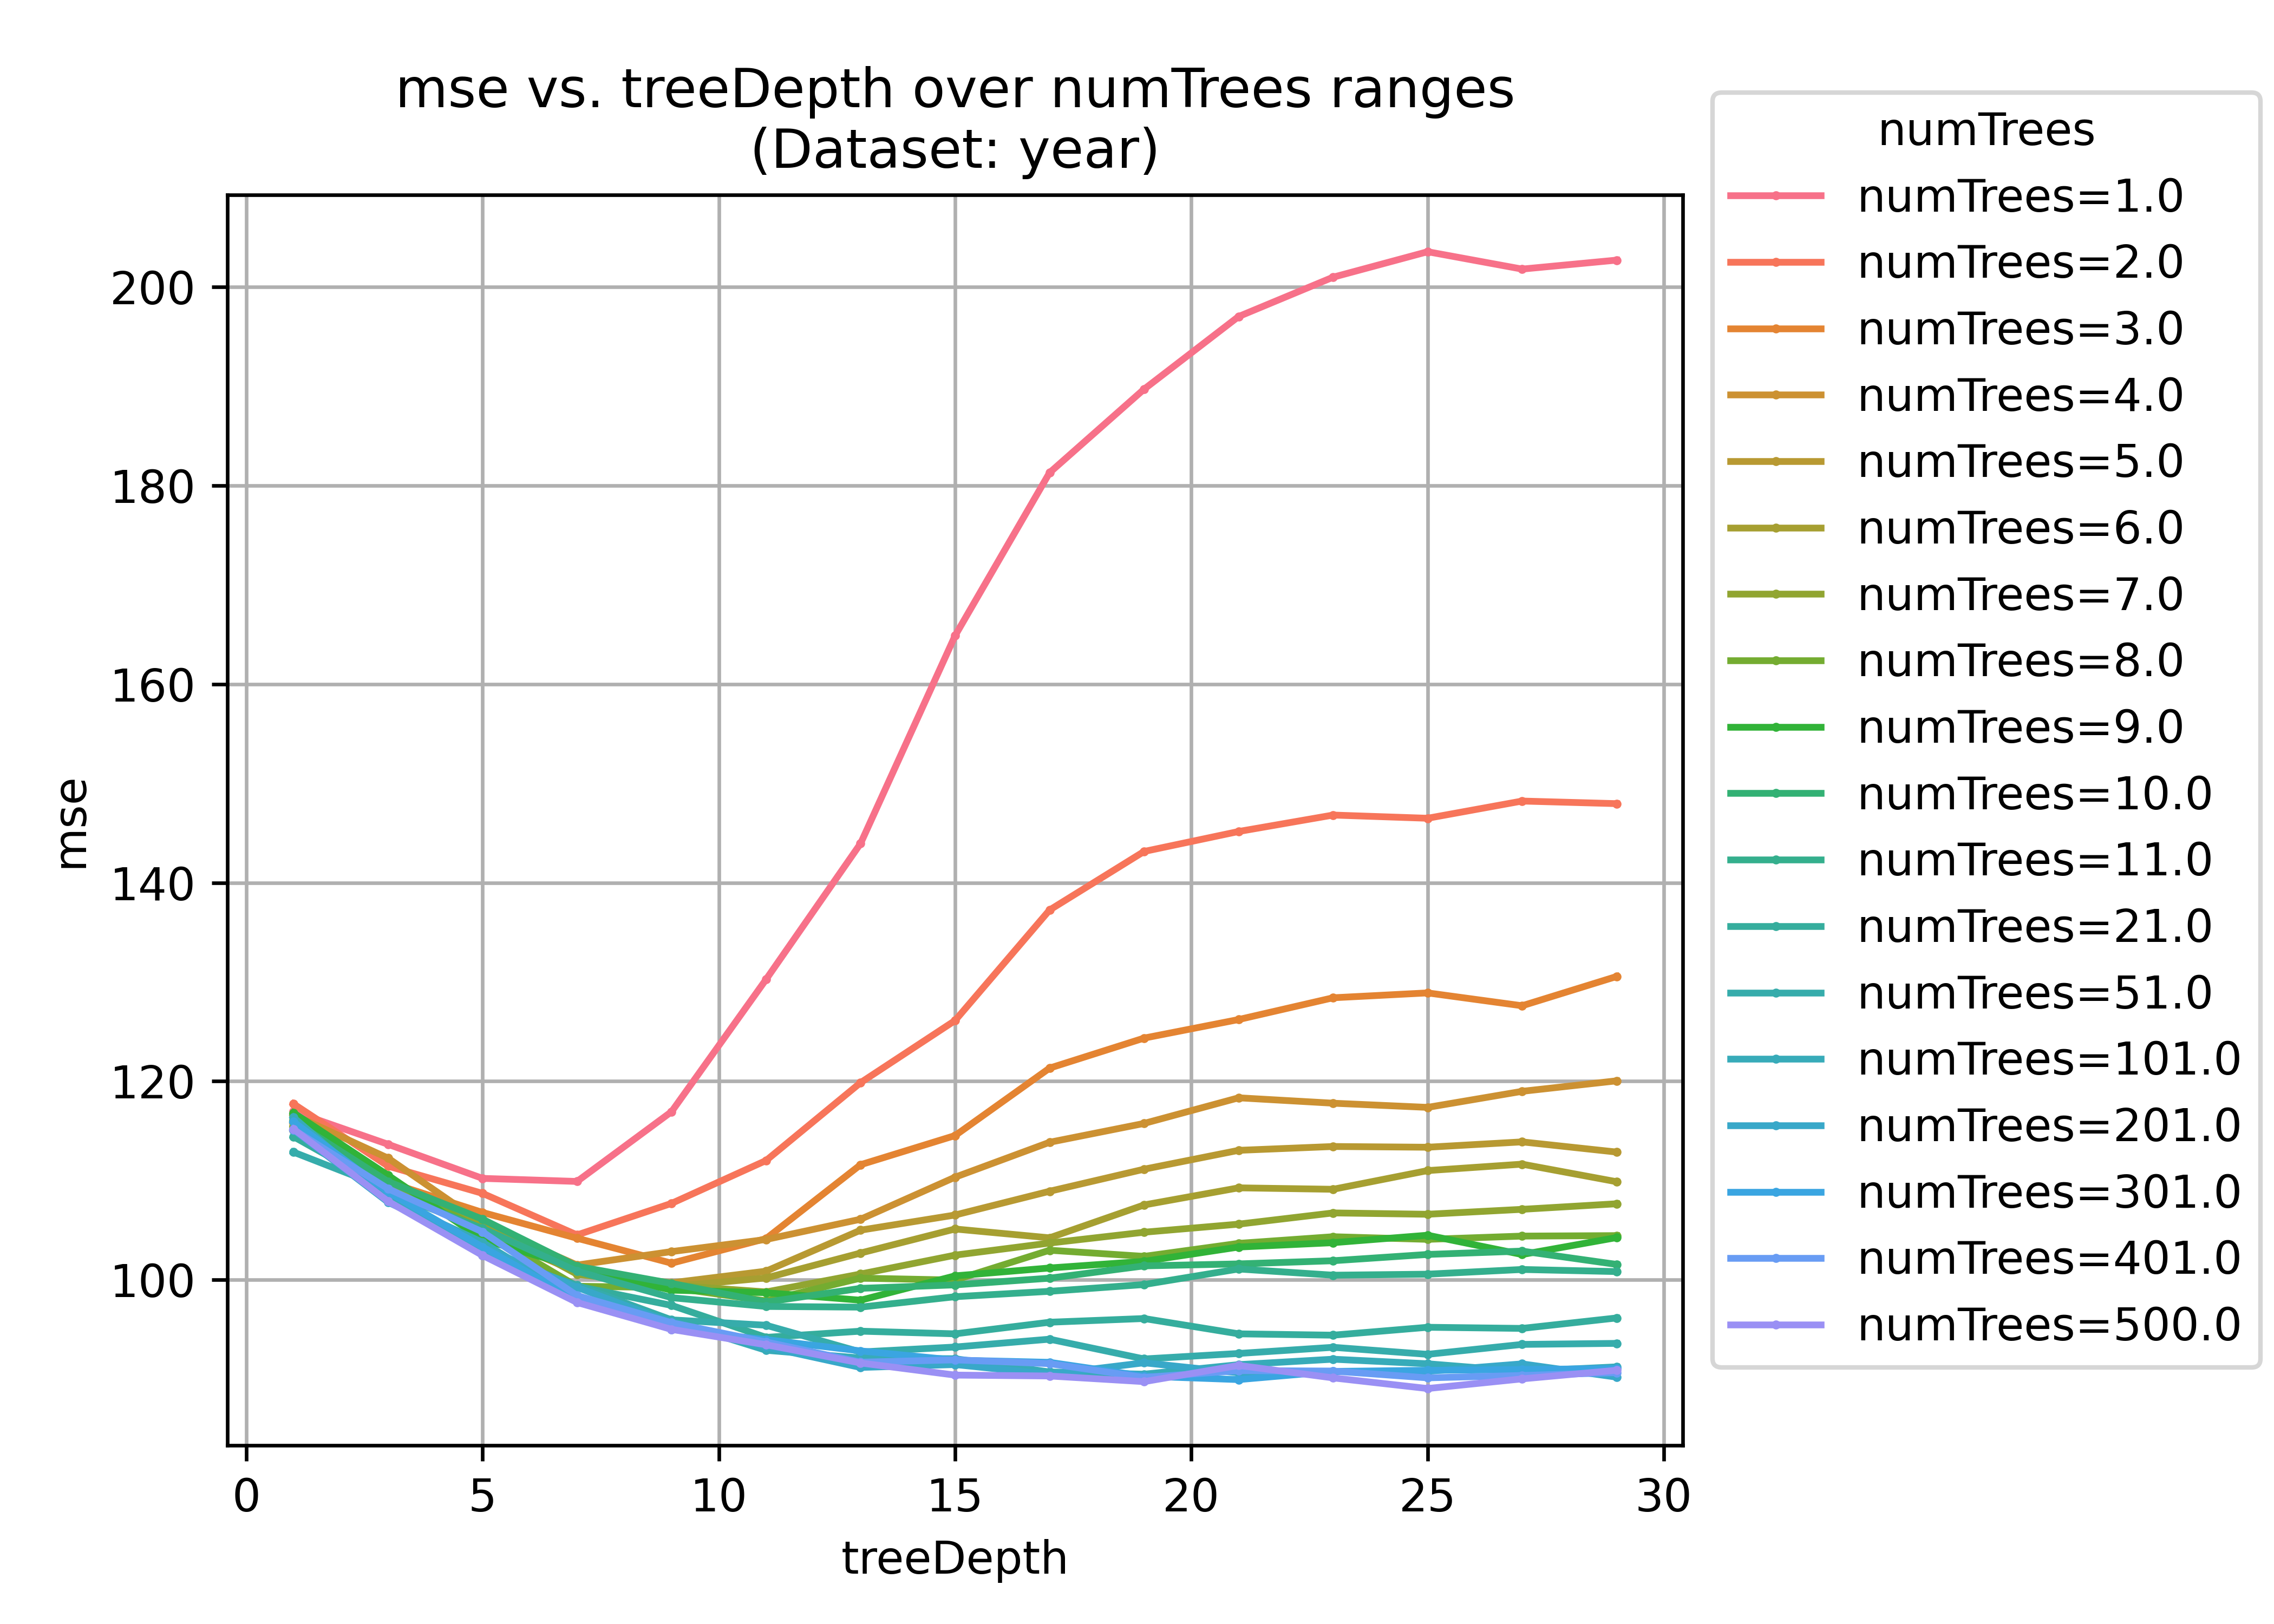 mse vs. treeDepth over numTrees ranges
(Dataset: year)
mse
200
180
160
140
120
100
0 5 10 15 20 25 30
treeDepth
numTrees
numTrees=1.0
numTrees=2.0
numTrees=3.0
numTrees=4.0
numTrees=5.0
numTrees=6.0
numTrees=7.0
numTrees=8.0
numTrees=9.0
numTrees=10.0
numTrees=11.0
numTrees=21.0
numTrees=51.0
numTrees=101.0
numTrees=201.0
numTrees=301.0
numTrees=401.0
numTrees=500.0